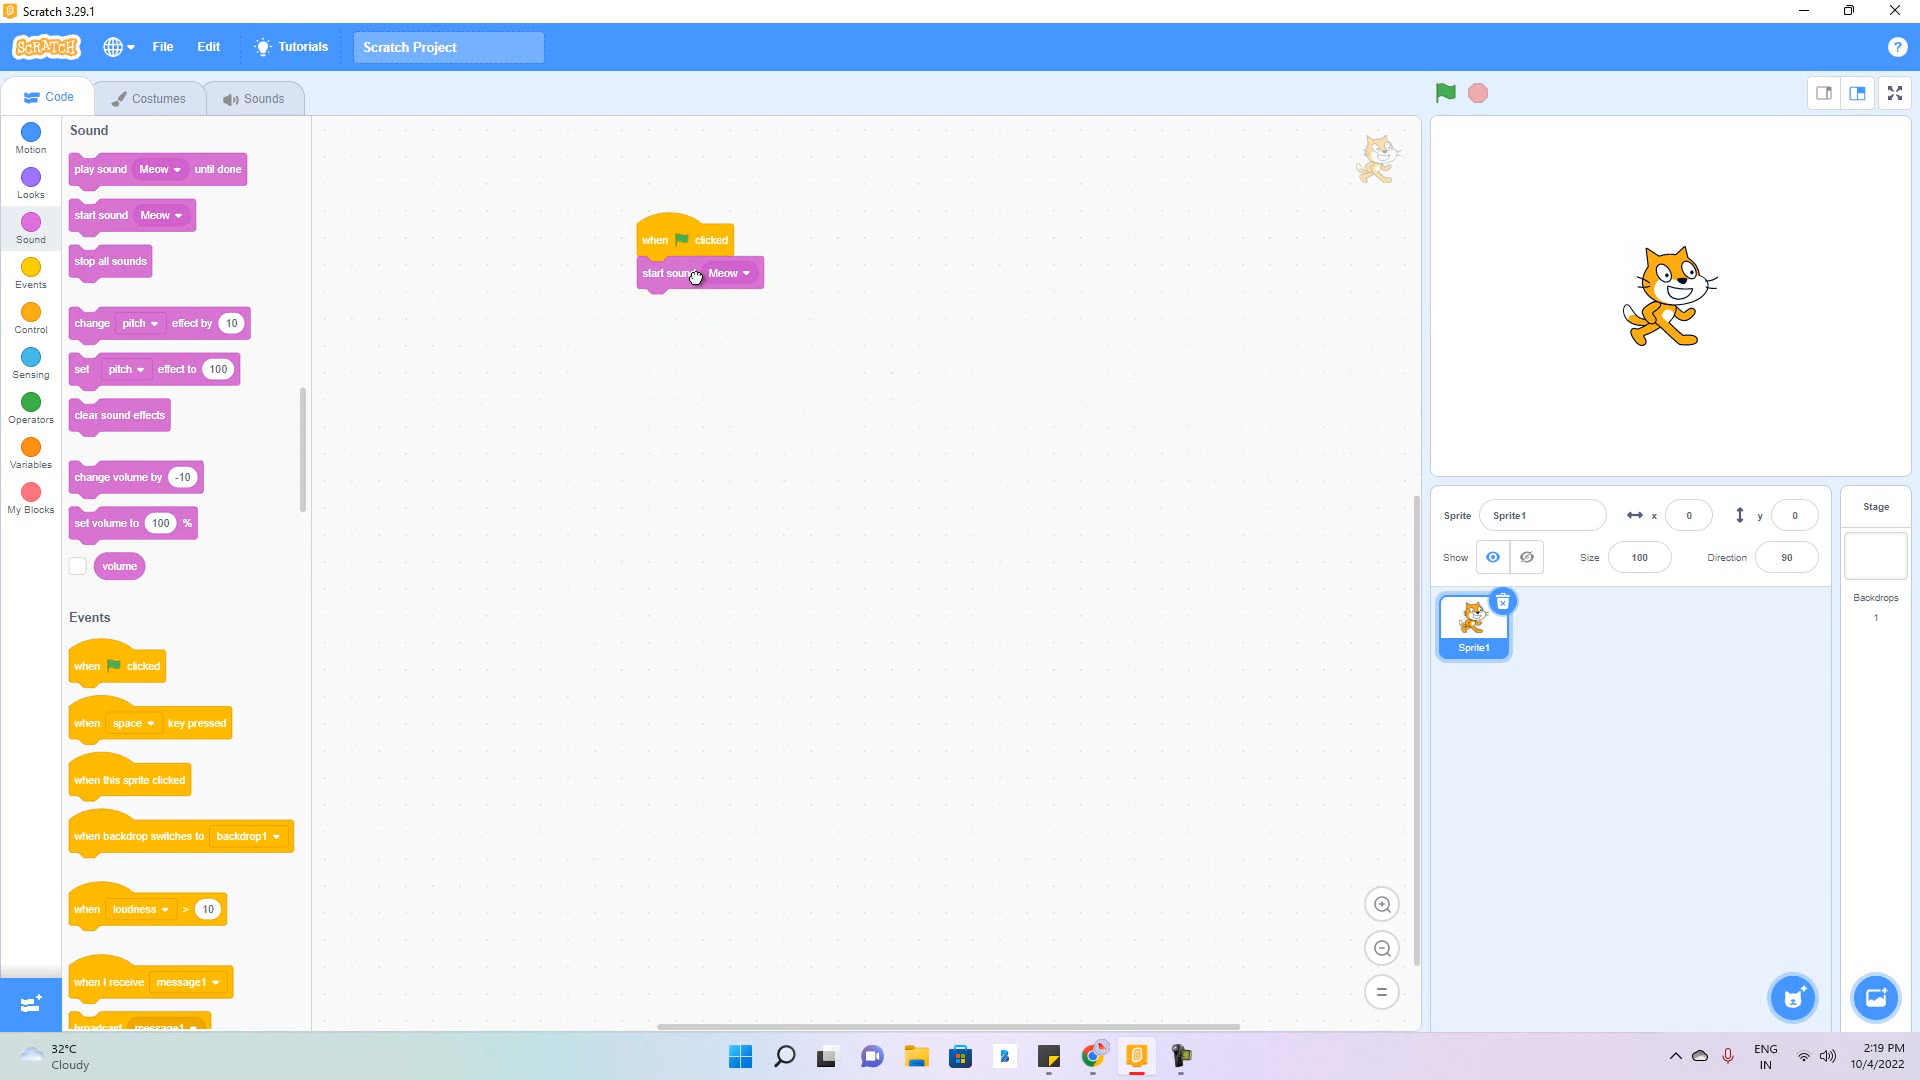 Scratch 3.29.1
SCRATCH File Edit Tutorials Scratch Project ?
Code Costumes Sounds
Motion
Looks
Sound
Events
Control
Sensing
Operators
Variables
My Blocks
Sound
play sound Meow until done
start sound Meow
stop all sounds
change pitch effect by 10
set pitch effect to 100
clear sound effects
change volume by -10
set volume to 100 %
volume
Events
when clicked
when space key pressed
when this sprite clicked
when backdrop switches to backdrop1
when loudness > 10
when I receive message1
broadcast message1
when clicked
start sound Meow
Sprite Sprite1 x 0 y 0
Show Size 100 Direction 90
Sprite1
Stage
Backdrops
1
32°C
Cloudy
ENG
IN
2:19 PM
10/4/2022